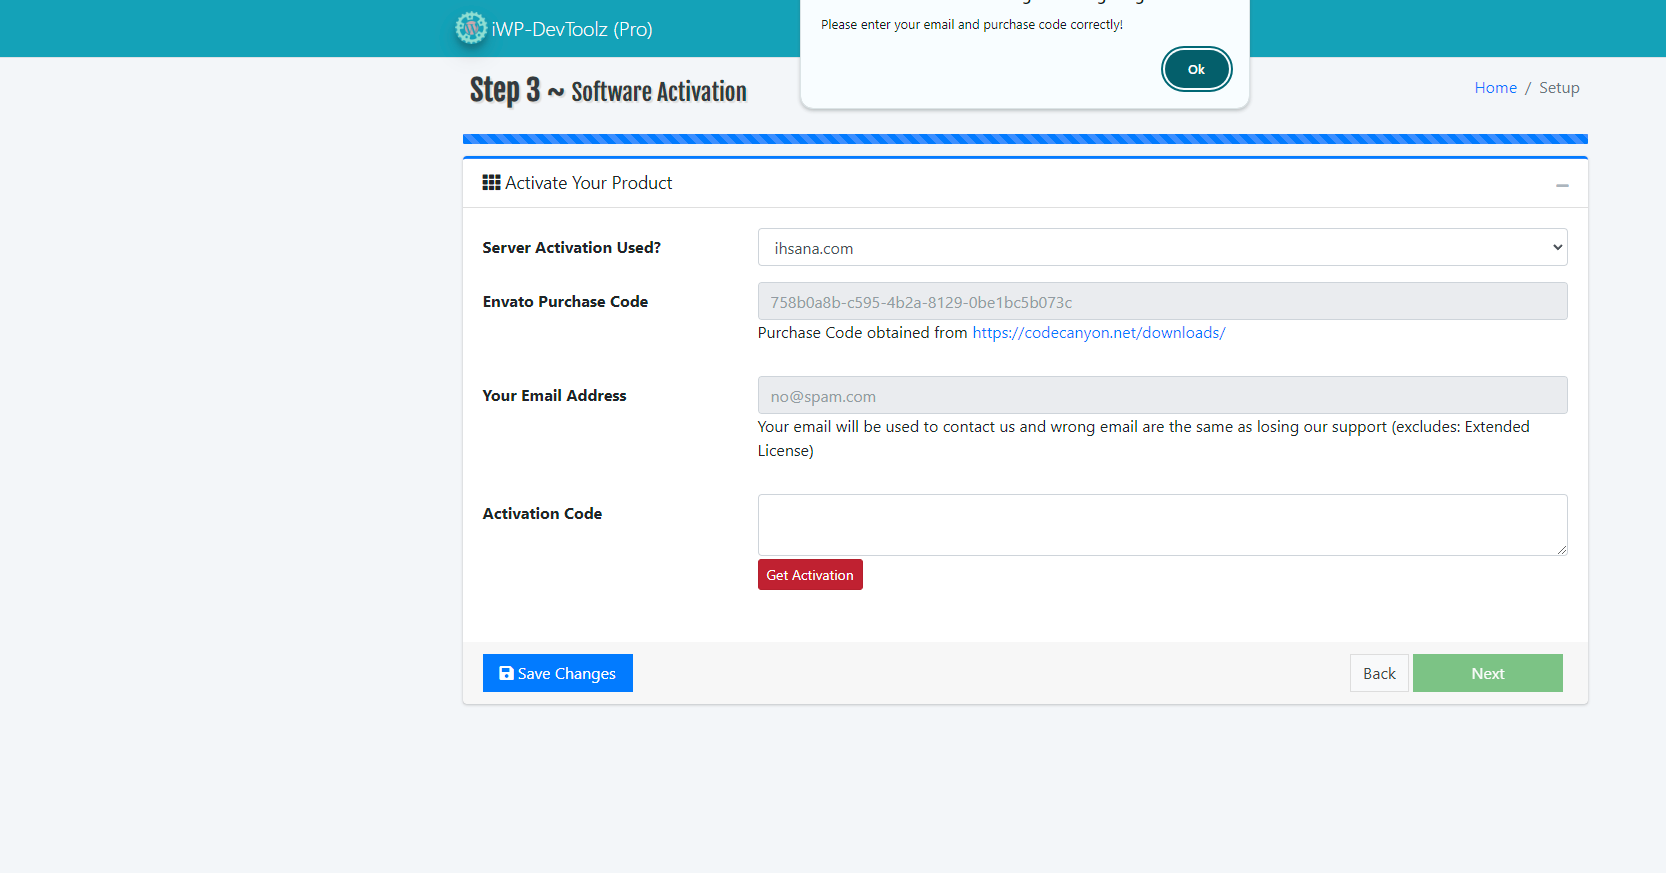 iWP-DevToolz (Pro)
Please enter your email and purchase code correctly!
Ok
Step 3 ~ Software Activation
Home / Setup
Activate Your Product
Server Activation Used?
ihsana.com
Envato Purchase Code
758b0a8b-c595-4b2a-8129-0be1bc5b073c
Purchase Code obtained from https://codecanyon.net/downloads/
Your Email Address
no@spam.com
Your email will be used to contact us and wrong email are the same as losing our support (excludes: Extended
License)
Activation Code
Get Activation
Save Changes
Back
Next